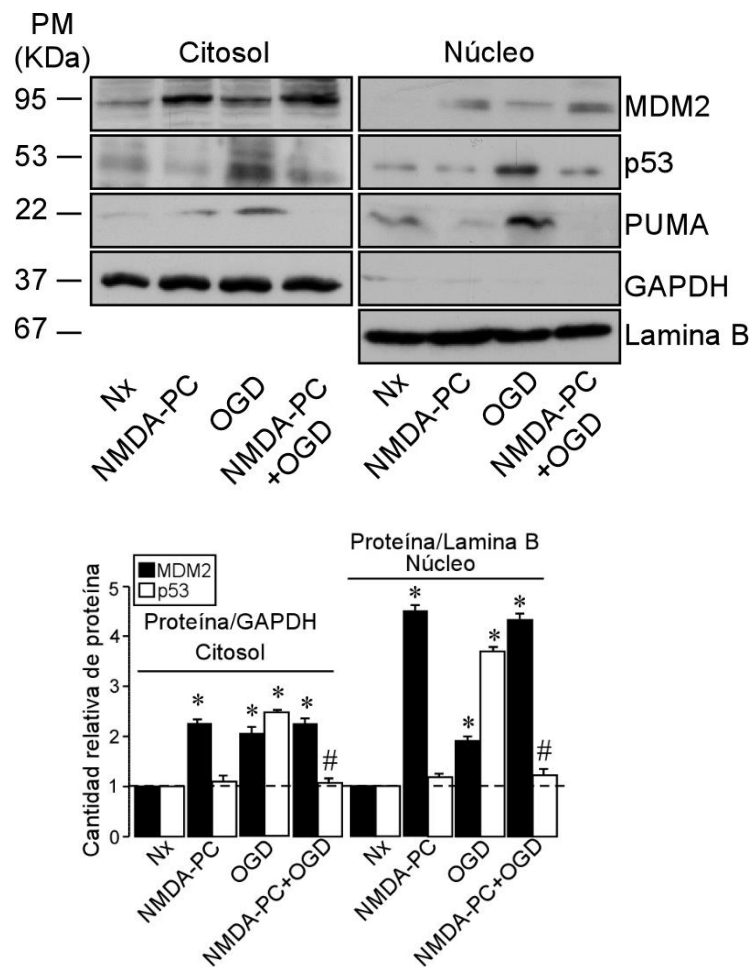 PM
(KDa)
Citosol
Núcleo
95
MDM2
53
p53
22
PUMA
37
GAPDH
67
Lamina B
Nx
NMDA-PC
OGD
NMDA-PC
+OGD
Nx
NMDA-PC
OGD
NMDA-PC
+OGD
Cantidad relativa de proteína
MDM2
p53
Proteína/GAPDH
Citosol
Proteína/Lamina B
Núcleo
5
4
3
2
1
0
* * * * #
* * * * #
Nx
NMDA-PC
OGD
NMDA-PC+OGD
Nx
NMDA-PC
OGD
NMDA-PC+OGD